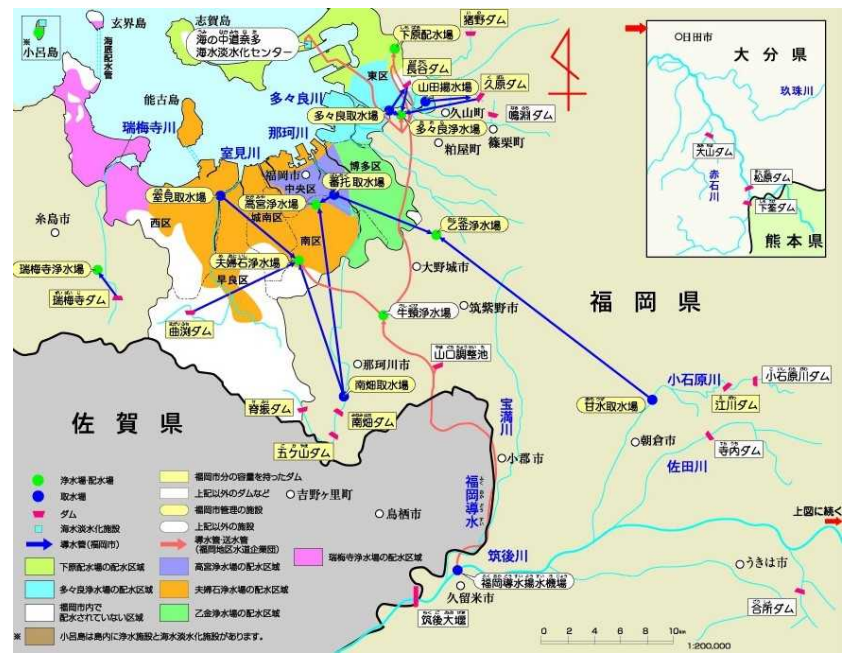 玄界島
志賀島
海底配水管
※
小呂島
海の中道奈多
海水淡水化センター
下原配水場
猪野ダム
長谷ダム
東区
山田揚水場
久原ダム
多々良川
多々良取水場
久山町
鳴淵ダム
多々良浄水場
篠栗町
粕屋町
能古島
瑞梅寺川
那珂川
室見川
博多区
福岡市
中央区
番托取水場
室見取水場
高宮浄水場
城南区
西区
南区
乙金浄水場
糸島市
夫婦石浄水場
早良区
大野城市
瑞梅寺浄水場
瑞梅寺ダム
曲渕ダム
牛頸浄水場
筑紫野市
福岡県
那珂川市
山口調整池
南畑取水場
脊振ダム
南畑ダム
五ケ山ダム
佐賀県
宝満川
小石原川
小石原川ダム
甘水取水場
江川ダム
朝倉市
寺内ダム
佐田川
小郡市
福岡導水
吉野ヶ里町
鳥栖市
筑後川
福岡導水揚水機場
久留米市
筑後大堰
上図に続く
うきは市
合所ダム
日田市
大分県
玖珠川
大山ダム
赤石川
松原ダム
下筌ダム
熊本県
浄水場・配水場
取水場
ダム
海水淡水化施設
導水管(福岡市)
下原配水場の配水区域
多々良浄水場の配水区域
福岡市内で
配水されていない区域
福岡市分の容量を持ったダム
上記以外のダムなど
福岡市管理の施設
上記以外の施設
導水管・送水管
(福岡地区水道企業団)
高宮浄水場の配水区域
夫婦石浄水場の配水区域
乙金浄水場の配水区域
瑞梅寺浄水場の配水区域
※
小呂島は島内に浄水施設と海水淡水化施設があります。
0 2 4 6 8 10km
1:200,000